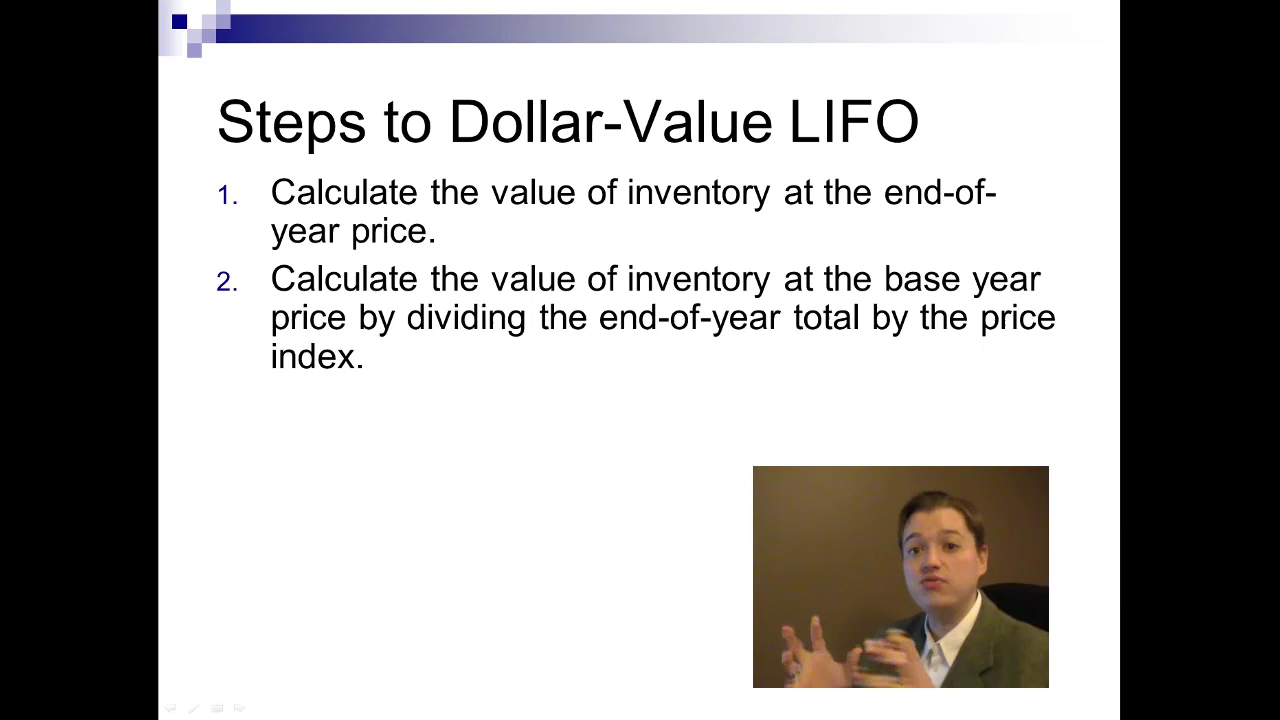 Steps to Dollar-Value LIFO
1. Calculate the value of inventory at the end-of-
year price.
2. Calculate the value of inventory at the base year
price by dividing the end-of-year total by the price
index.